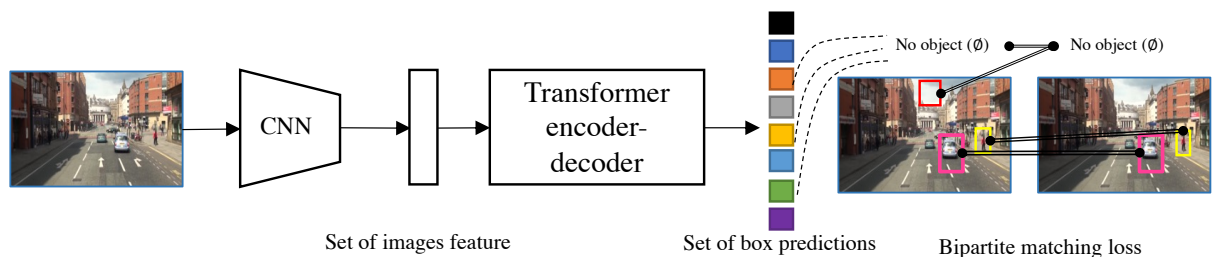 No object (∅)
No object (∅)
CNN
Transformer
encoder-
decoder
Set of images feature
Set of box predictions
Bipartite matching loss